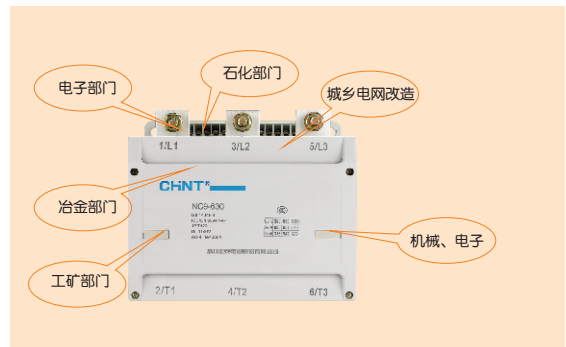 石化部门
电子部门
城乡电网改造
1/L1 3/L2 5/L3
CHNT
NC9-630
冶金部门
机械、电子
工矿部门
2/T1 4/T2 6/T3